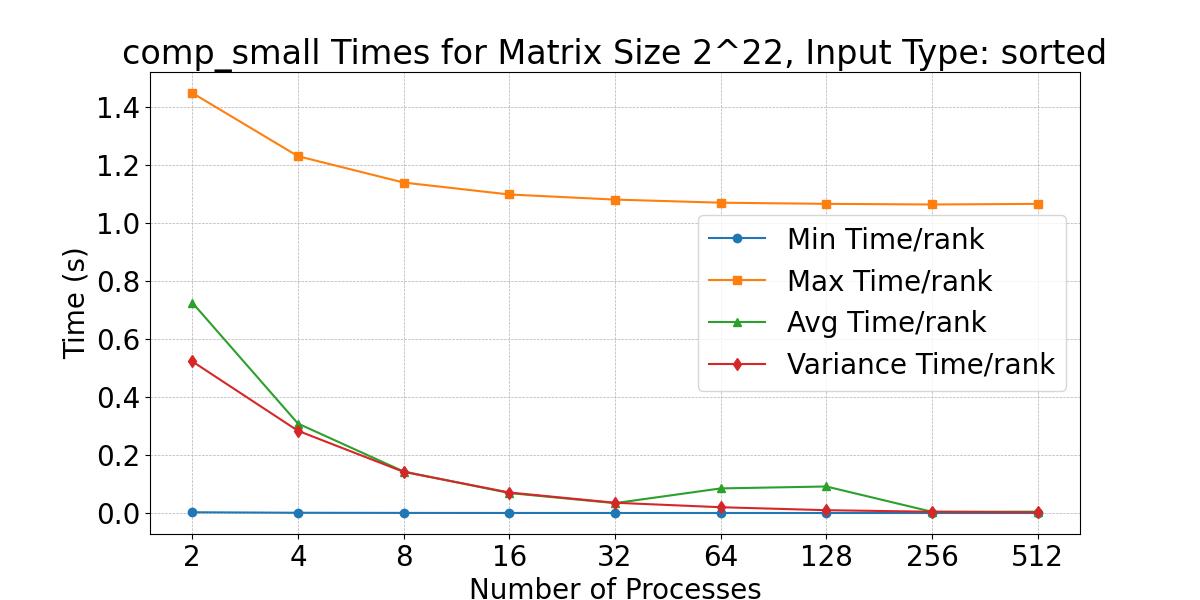 comp_small Times for Matrix Size 2^22, Input Type: sorted
Time (s)
1.4
1.2
1.0
0.8
0.6
0.4
0.2
0.0
Min Time/rank
Max Time/rank
Avg Time/rank
Variance Time/rank
2 4 8 16 32 64 128 256 512
Number of Processes